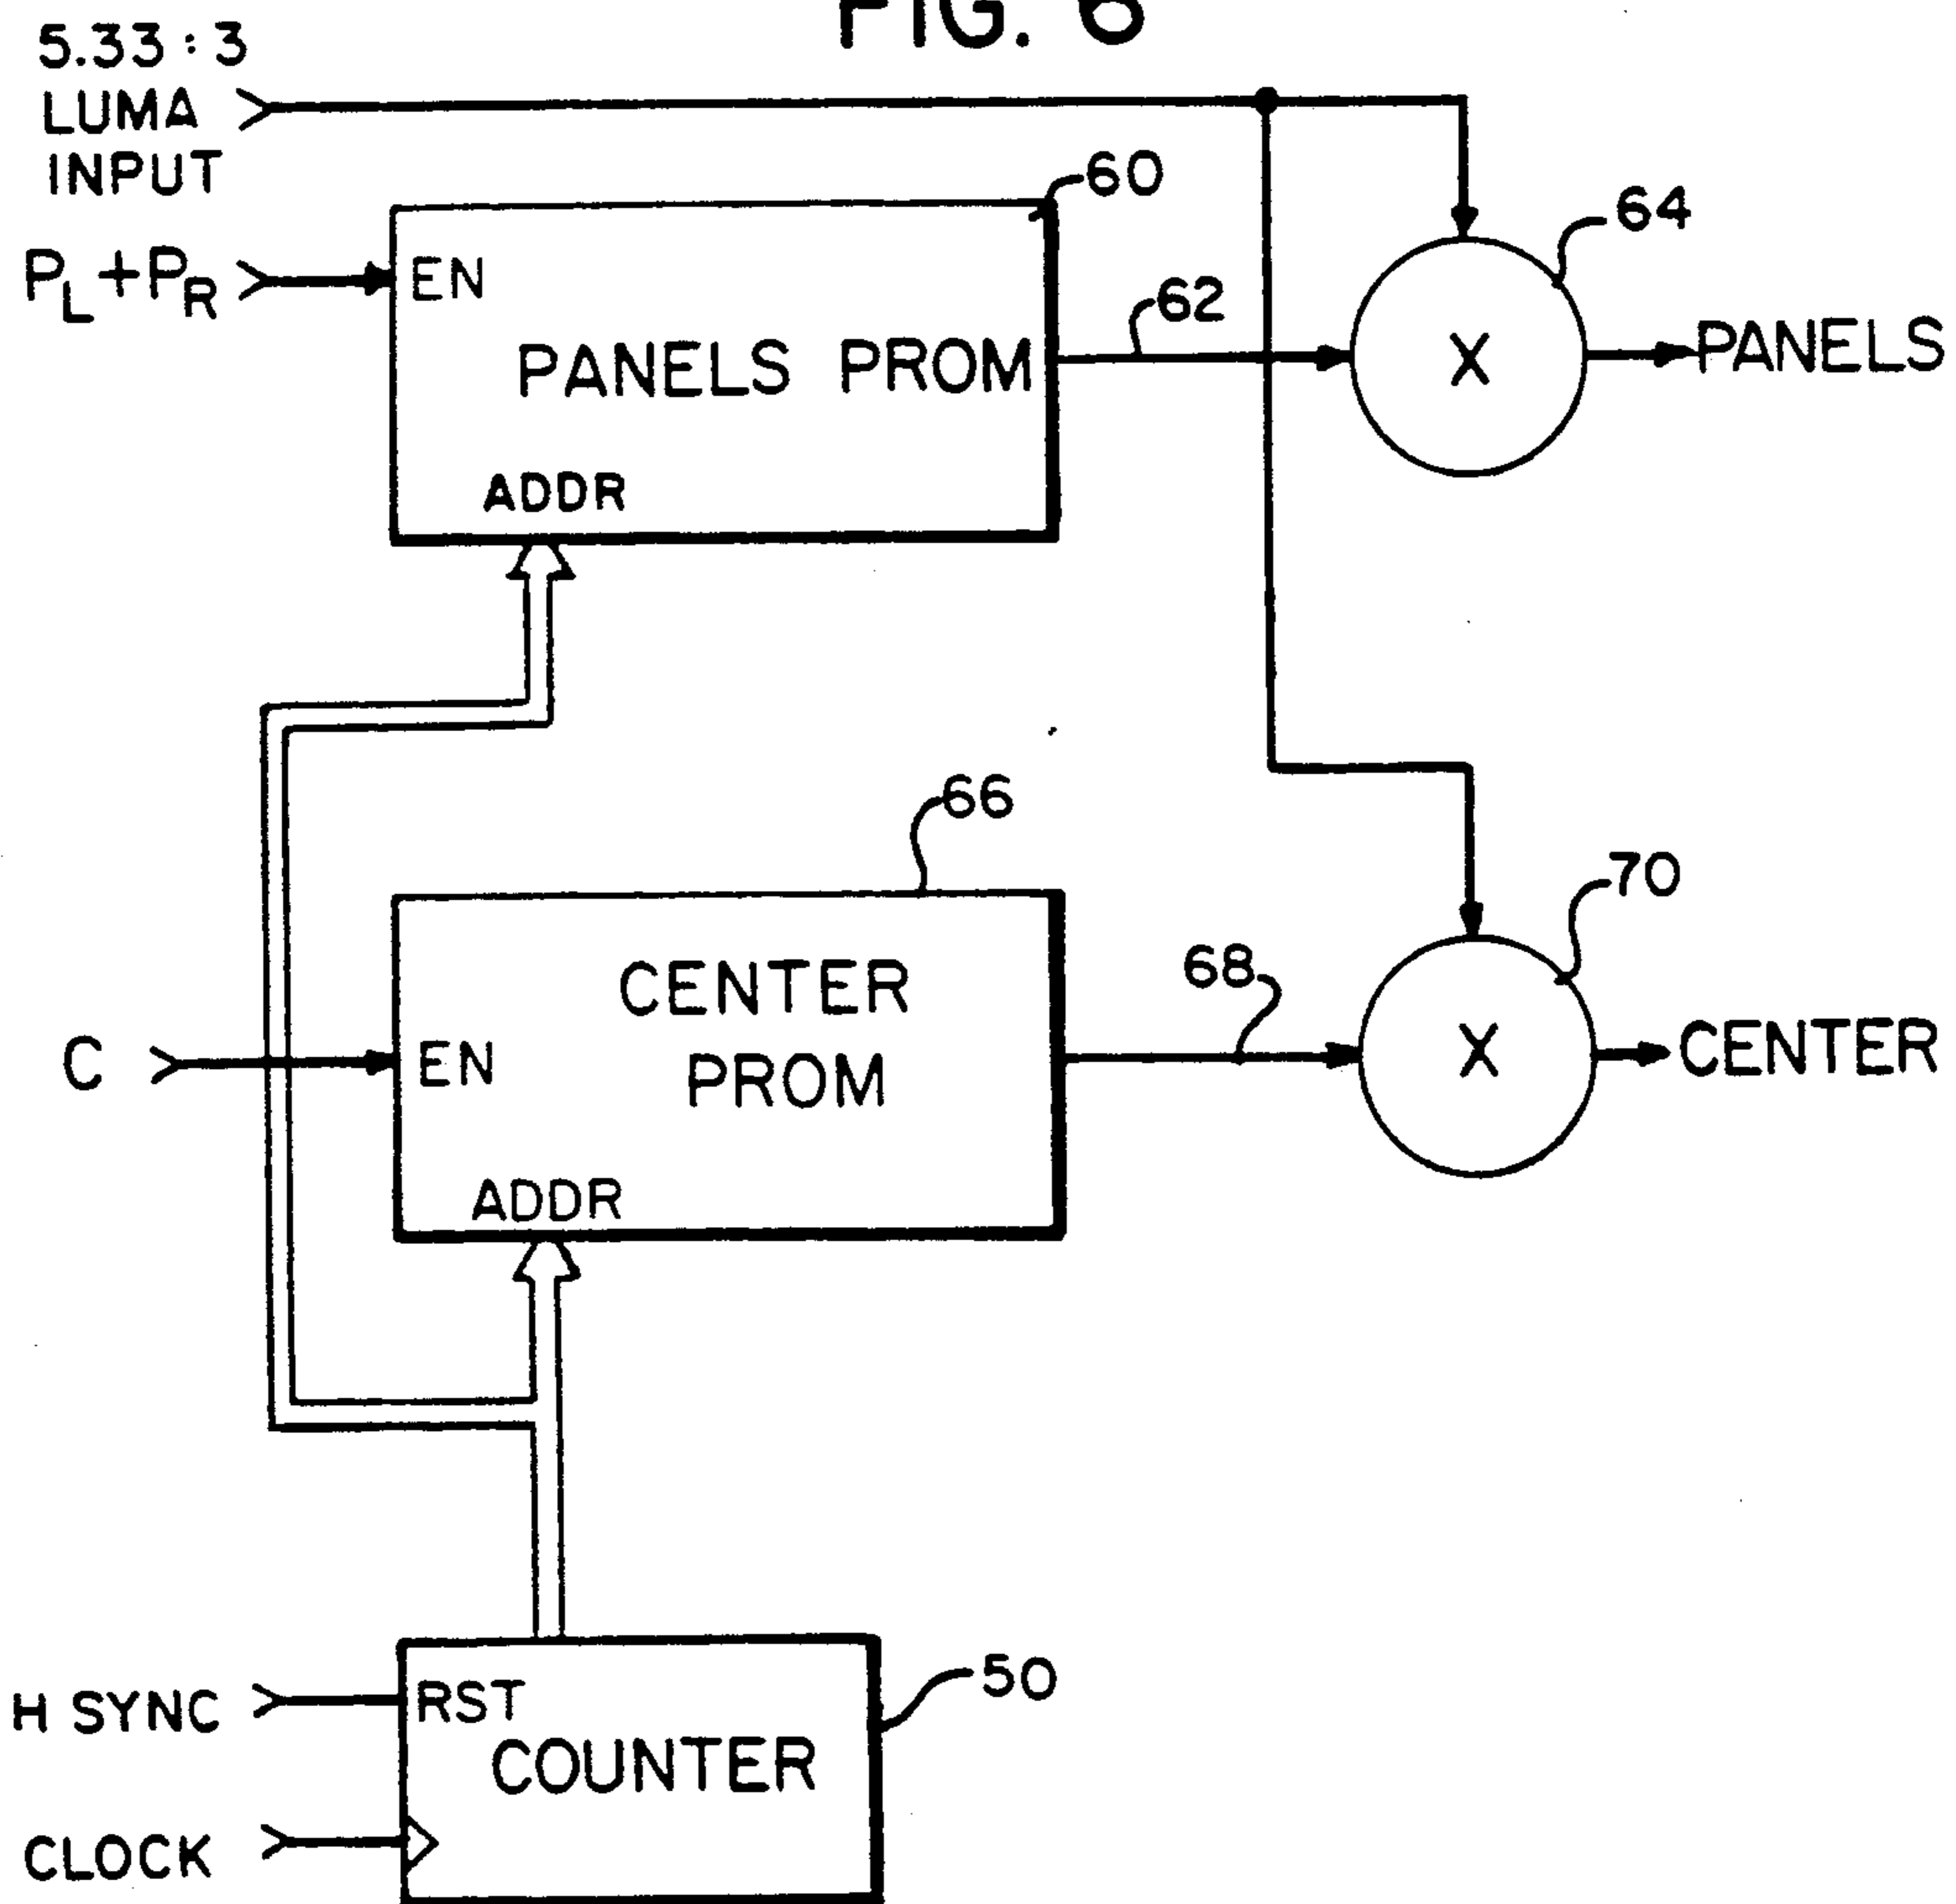 FIG. 6
5.33:3
LUMA
INPUT
60
64
PL+PR
EN
62
PANELS PROM
X
PANELS
ADDR
66
70
CENTER
68
C
EN
PROM
X
CENTER
ADDR
H SYNC
RST
50
COUNTER
CLOCK